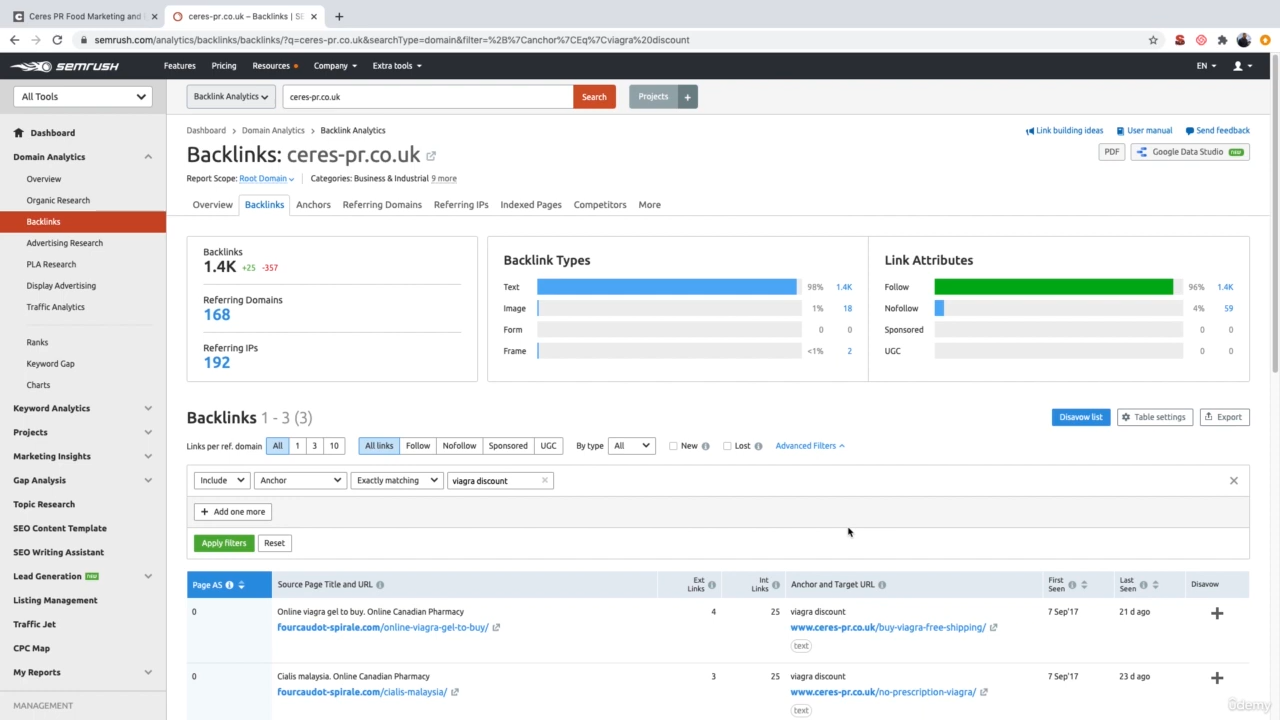 Ceres PR Food Marketing and
ceres-pr.co.uk – Backlinks | SE
semrush.com/analytics/backlinks/backlinks/?q=ceres-pr.co.uk&searchType=domain&filter=%2B%7Canchor%7CEq%7Cviagra%20discount
SEMRUSH
Features Pricing Resources Company Extra tools EN
All Tools
Backlink Analytics ceres-pr.co.uk Search Projects +
Dashboard
Domain Analytics
Overview
Organic Research
Backlinks
Advertising Research
PLA Research
Display Advertising
Traffic Analytics
Ranks
Keyword Gap
Charts
Keyword Analytics
Projects
Marketing Insights
Gap Analysis
Topic Research
SEO Content Template
SEO Writing Assistant
Lead Generation new
Listing Management
Traffic Jet
CPC Map
My Reports
MANAGEMENT
Dashboard > Domain Analytics > Backlink Analytics
Link building ideas User manual Send feedback
Backlinks: ceres-pr.co.uk
PDF Google Data Studio new
Report Scope: Root Domain Categories: Business & Industrial 9 more
Overview Backlinks Anchors Referring Domains Referring IPs Indexed Pages Competitors More
Backlinks
1.4K +25 -357
Referring Domains
168
Referring IPs
192
Backlink Types
Text 98% 1.4K
Image 1% 18
Form 0 0
Frame <1% 2
Link Attributes
Follow 96% 1.4K
Nofollow 4% 59
Sponsored 0 0
UGC 0 0
Backlinks 1 - 3 (3)
Disavow list Table settings Export
Links per ref. domain All 1 3 10 All links Follow Nofollow Sponsored UGC By type All New Lost Advanced Filters
Include Anchor Exactly matching viagra discount
+ Add one more
Apply filters Reset
Page AS Source Page Title and URL Ext Links Int Links Anchor and Target URL First Seen Last Seen Disavow
0 Online viagra gel to buy. Online Canadian Pharmacy 4 25 viagra discount 7 Sep'17 21 d ago
fourcaudot-spirale.com/online-viagra-gel-to-buy/ www.ceres-pr.co.uk/buy-viagra-free-shipping/
text
0 Cialis malaysia. Online Canadian Pharmacy 3 25 viagra discount 7 Sep'17 23 d ago
fourcaudot-spirale.com/cialis-malaysia/ www.ceres-pr.co.uk/no-prescription-viagra/
text
ûdemy